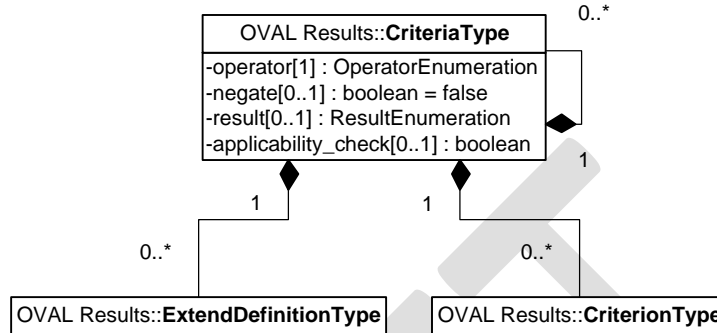 0..*
OVAL Results::CriteriaType
-operator[1] : OperatorEnumeration
-negate[0..1] : boolean = false
-result[0..1] : ResultEnumeration
-applicability_check[0..1] : boolean
1
1
1
0..*
0..*
OVAL Results::ExtendDefinitionType
OVAL Results::CriterionType